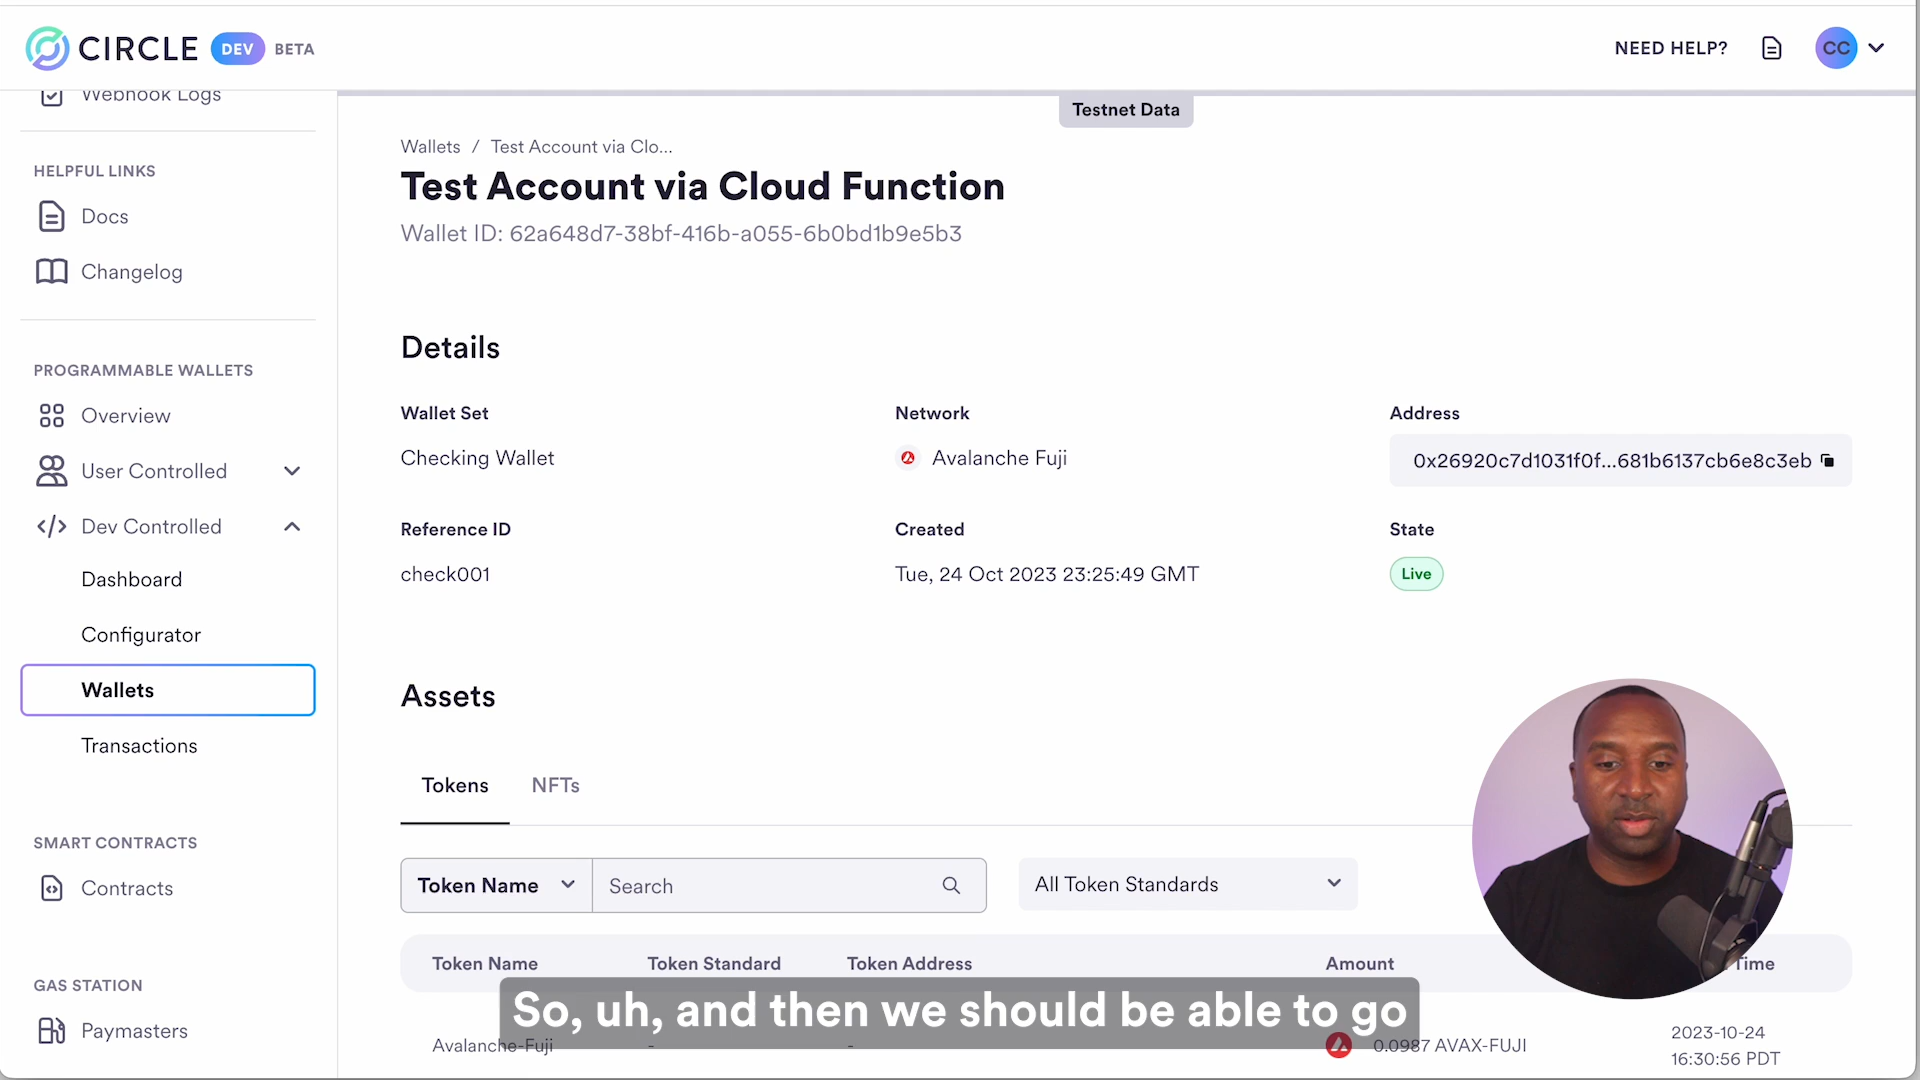 CIRCLE DEV BETA
NEED HELP?
CC
Webhook Logs
HELPFUL LINKS
Docs
Changelog
PROGRAMMABLE WALLETS
Overview
User Controlled
Dev Controlled
Dashboard
Configurator
Wallets
Transactions
SMART CONTRACTS
Contracts
GAS STATION
Paymasters
Testnet Data
Wallets / Test Account via Clo...
Test Account via Cloud Function
Wallet ID: 62a648d7-38bf-416b-a055-6b0bd1b9e5b3
Details
Wallet Set
Network
Address
Checking Wallet
Avalanche Fuji
0x26920c7d1031f0f...681b6137cb6e8c3eb
Reference ID
Created
State
check001
Tue, 24 Oct 2023 23:25:49 GMT
Live
Assets
Tokens
NFTs
Token Name
Search
All Token Standards
Token Name Token Standard Token Address Amount Time
So, uh, and then we should be able to go
Avalanche-Fuji - - 0.0987 AVAX-FUJI
2023-10-24
16:30:56 PDT